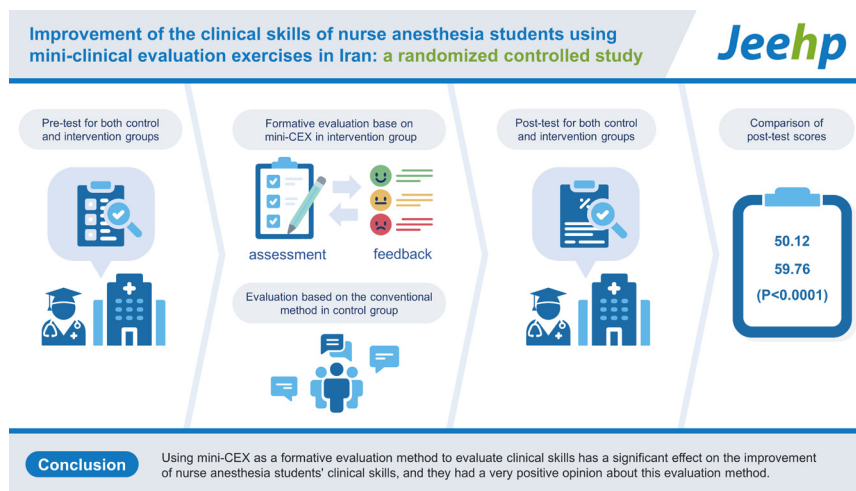 Improvement of the clinical skills of nurse anesthesia students using
mini-clinical evaluation exercises in Iran: a randomized controlled study
Jeehp
Pre-test for both control
and intervention groups
Formative evaluation base on
mini-CEX in intervention group
assessment
feedback
Evaluation based on the conventional
method in control group
Post-test for both control
and intervention groups
Comparison of
post-test scores
50.12
59.76
(P<0.0001)
Conclusion
Using mini-CEX as a formative evaluation method to evaluate clinical skills has a significant effect on the improvement
of nurse anesthesia students' clinical skills, and they had a very positive opinion about this evaluation method.